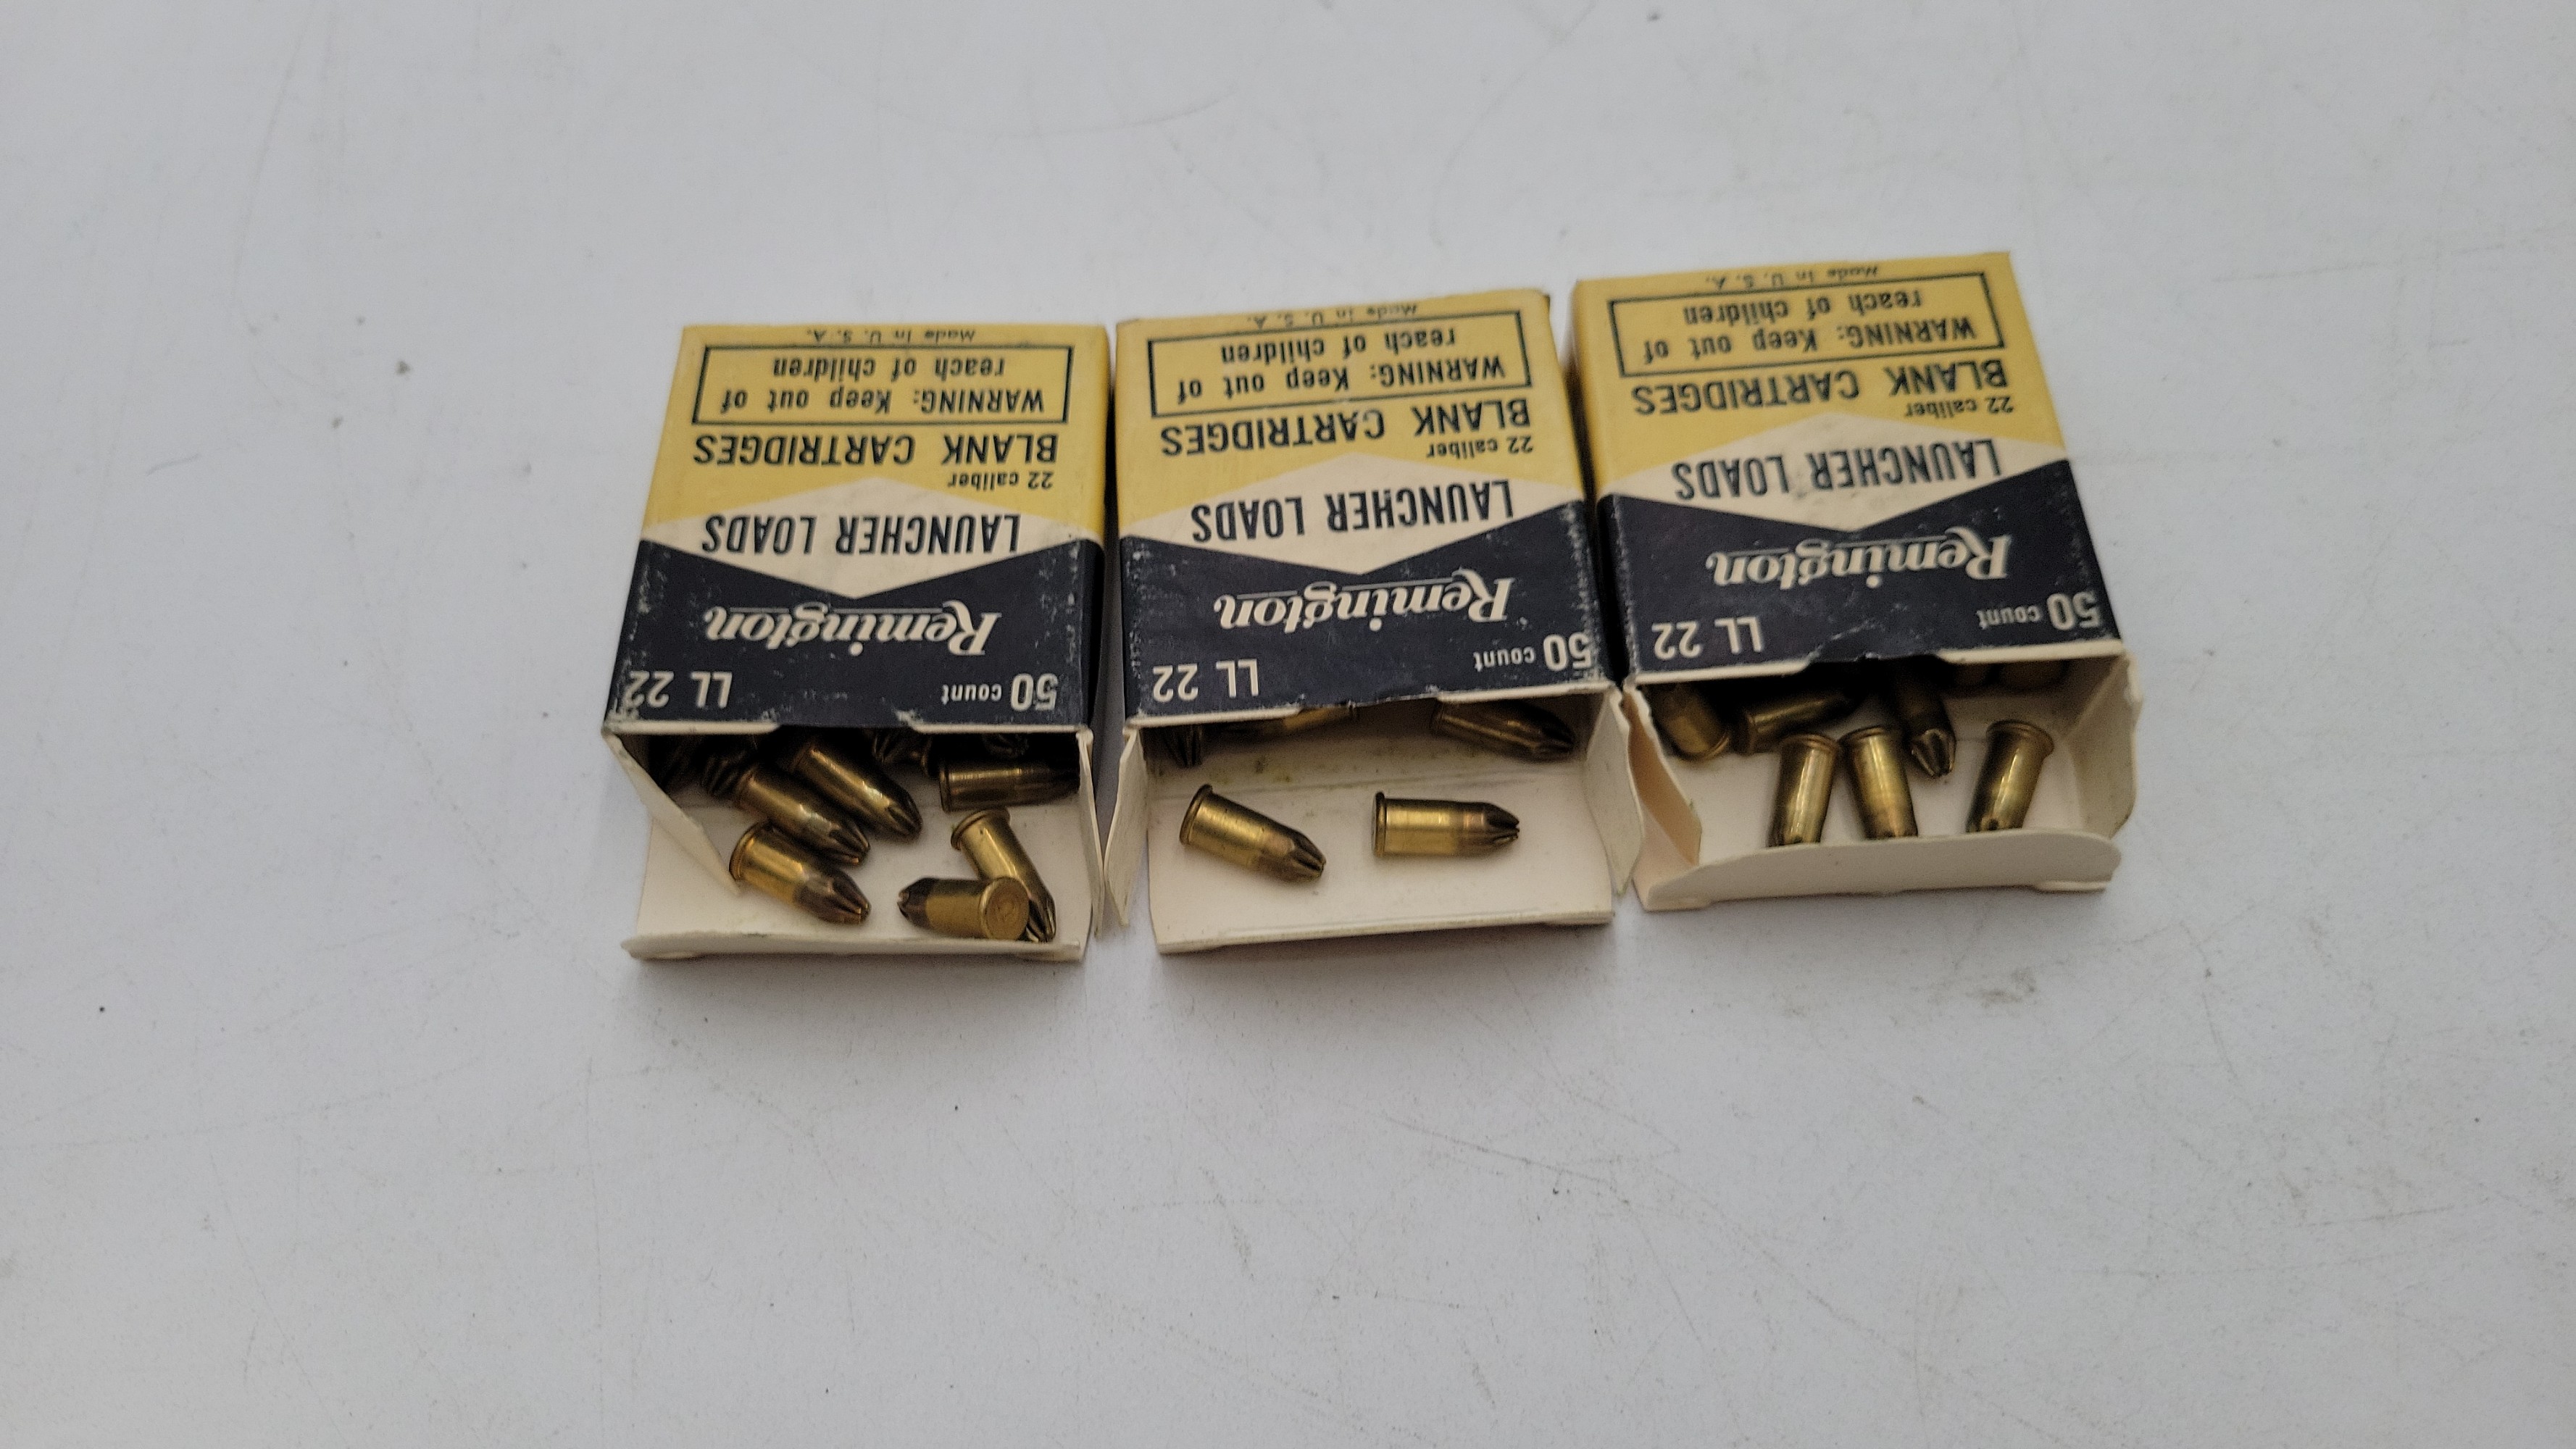 50 count LL 22
Remington
LAUNCHER LOADS
22 caliber
BLANK CARTRIDGES
WARNING: Keep out of
reach of children
Made in U. S. A.
50 count LL 22
Remington
LAUNCHER LOADS
22 caliber
BLANK CARTRIDGES
WARNING: Keep out of
reach of children
Made in U. S. A.
50 count LL 22
Remington
LAUNCHER LOADS
22 caliber
BLANK CARTRIDGES
WARNING: Keep out of
reach of children
Made in U. S. A.